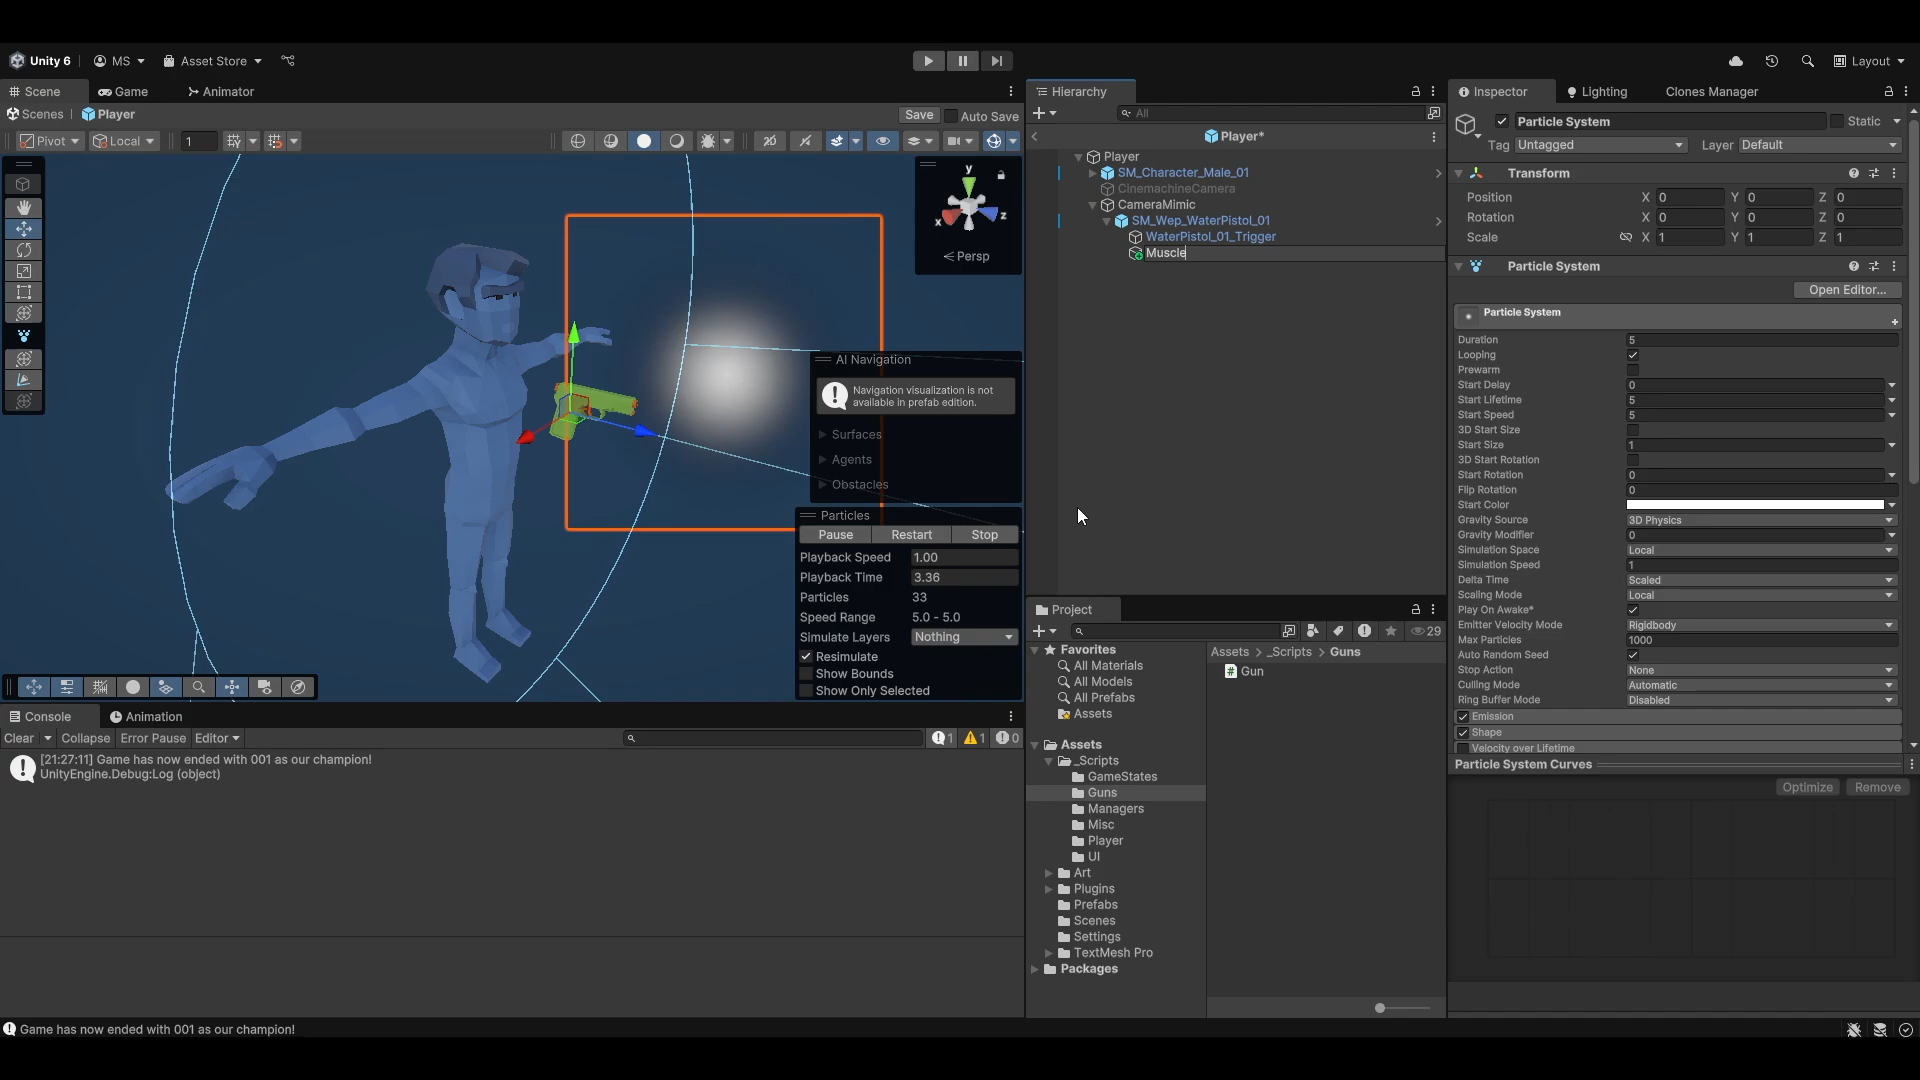 Unity 6 MS Asset Store Layout
Scene Game Animator
Scenes Player Save Auto Save
Pivot Local 1
y
x z
Persp
AI Navigation
Navigation visualization is not
available in prefab edition.
Surfaces
Agents
Obstacles
Particles
Pause Restart Stop
Playback Speed 1.00
Playback Time 3.36
Particles 33
Speed Range 5.0 - 5.0
Simulate Layers Nothing
Resimulate
Show Bounds
Show Only Selected
Console Animation
Clear Collapse Error Pause Editor 1 1 0
[21:27:11] Game has now ended with 001 as our champion!
UnityEngine.Debug:Log (object)
Game has now ended with 001 as our champion!
Hierarchy
All
Player*
Player
SM_Character_Male_01
CinemachineCamera
CameraMimic
SM_Wep_WaterPistol_01
WaterPistol_01_Trigger
Muscle
Project
29
Favorites
All Materials
All Models
All Prefabs
Assets
Assets
_Scripts
GameStates
Guns
Managers
Misc
Player
UI
Art
Plugins
Prefabs
Scenes
Settings
TextMesh Pro
Packages
Assets > _Scripts > Guns
Gun
Inspector Lighting Clones Manager
Particle System Static
Tag Untagged Layer Default
Transform
Position X 0 Y 0 Z 0
Rotation X 0 Y 0 Z 0
Scale X 1 Y 1 Z 1
Particle System
Open Editor...
Particle System
Duration 5
Looping
Prewarm
Start Delay 0
Start Lifetime 5
Start Speed 5
3D Start Size
Start Size 1
3D Start Rotation
Start Rotation 0
Flip Rotation 0
Start Color
Gravity Source 3D Physics
Gravity Modifier 0
Simulation Space Local
Simulation Speed 1
Delta Time Scaled
Scaling Mode Local
Play On Awake*
Emitter Velocity Mode Rigidbody
Max Particles 1000
Auto Random Seed
Stop Action None
Culling Mode Automatic
Ring Buffer Mode Disabled
Emission
Shape
Velocity over Lifetime
Particle System Curves
Optimize Remove